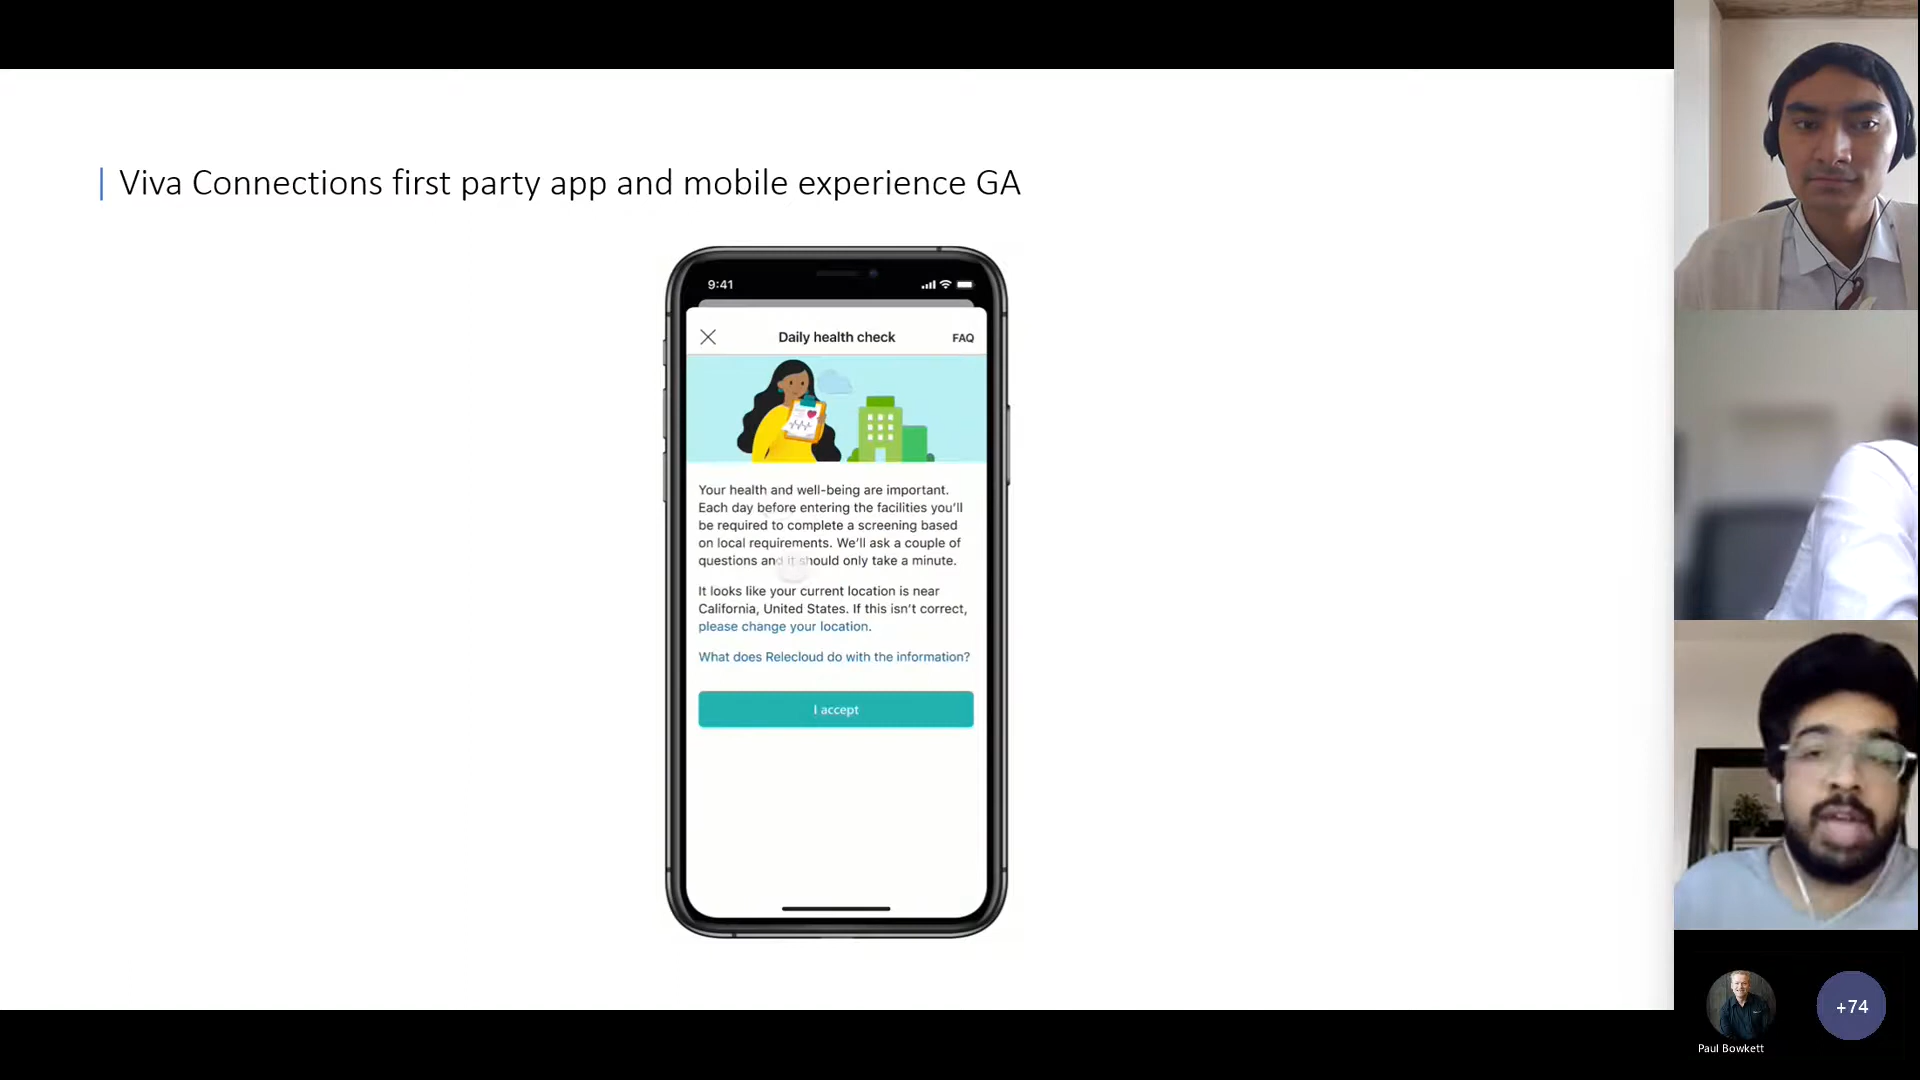 Viva Connections first party app and mobile experience GA
9:41
Daily health check
FAQ
Your health and well-being are important.
Each day before entering the facilities you'll
be required to complete a screening based
on local requirements. We'll ask a couple of
questions and it should only take a minute.
It looks like your current location is near
California, United States. If this isn't correct,
please change your location.
What does Relecloud do with the information?
I accept
+74
Paul Bowkett